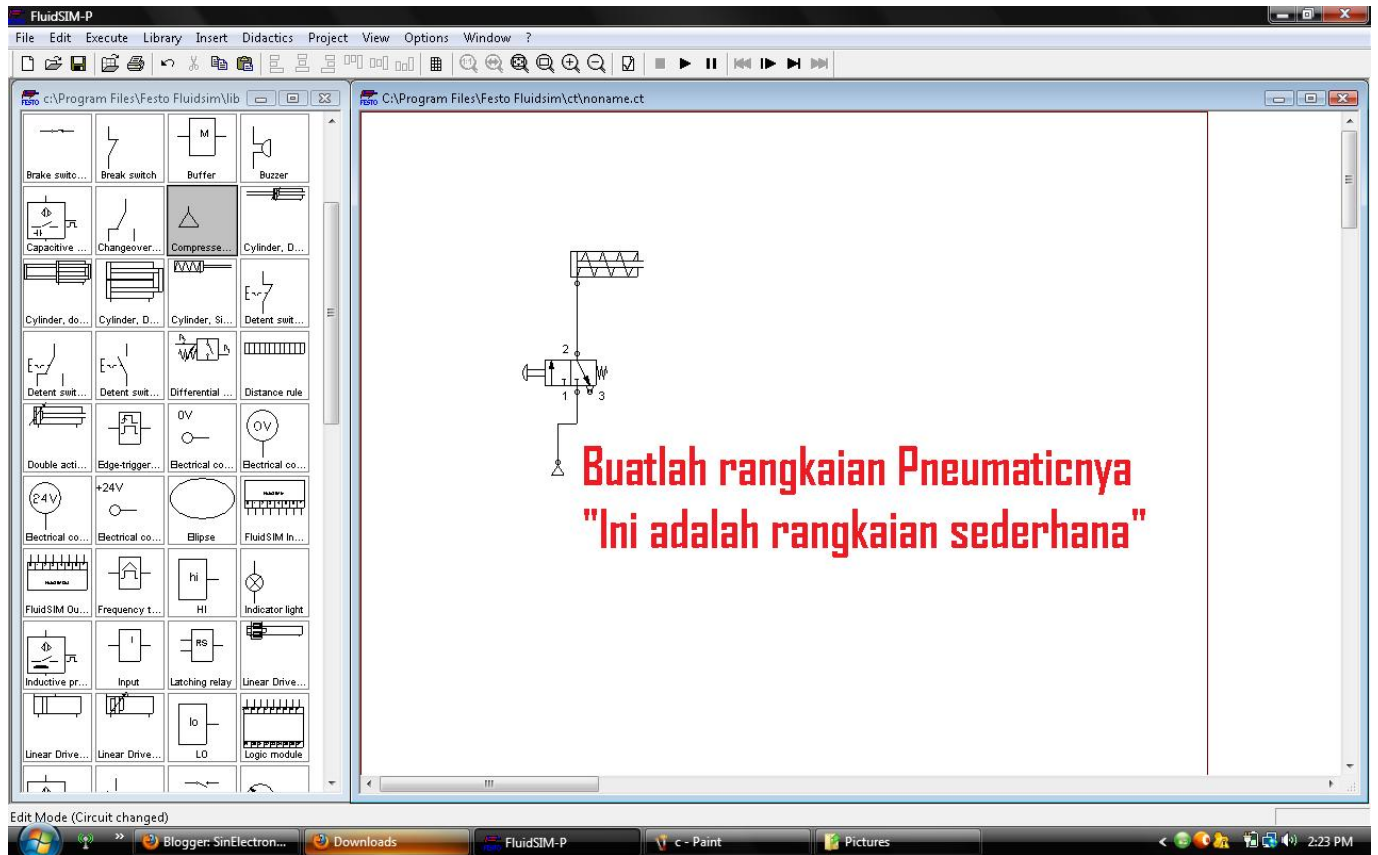 FluidSIM-P
File Edit Execute Library Insert Didactics Project View Options Window ?
c:\Program Files\Festo Fluidsim\lib
C:\Program Files\Festo Fluidsim\ct\noname.ct
Brake switc... Break switch M Buffer Buzzer
Capacitive ... Changeover... Compresse... Cylinder, D...
Cylinder, do... Cylinder, D... Cylinder, Si... Detent swit...
Detent swit... Detent swit... Differential ... Distance rule
0V 0V
Double acti... Edge-trigger... Electrical co... Electrical co...
24V +24V
Electrical co... Electrical co... Ellipse FluidSIM In...
hi
FluidSIM Ou... Frequency t... HI Indicator light
I RS
Inductive pr... Input Latching relay Linear Drive...
lo
Linear Drive... Linear Drive... LO Logic module
2
1 3
Buatlah rangkaian Pneumaticnya
"Ini adalah rangkaian sederhana"
Edit Mode (Circuit changed)
Blogger: SinElectron... Downloads FluidSIM-P c - Paint Pictures 2:23 PM